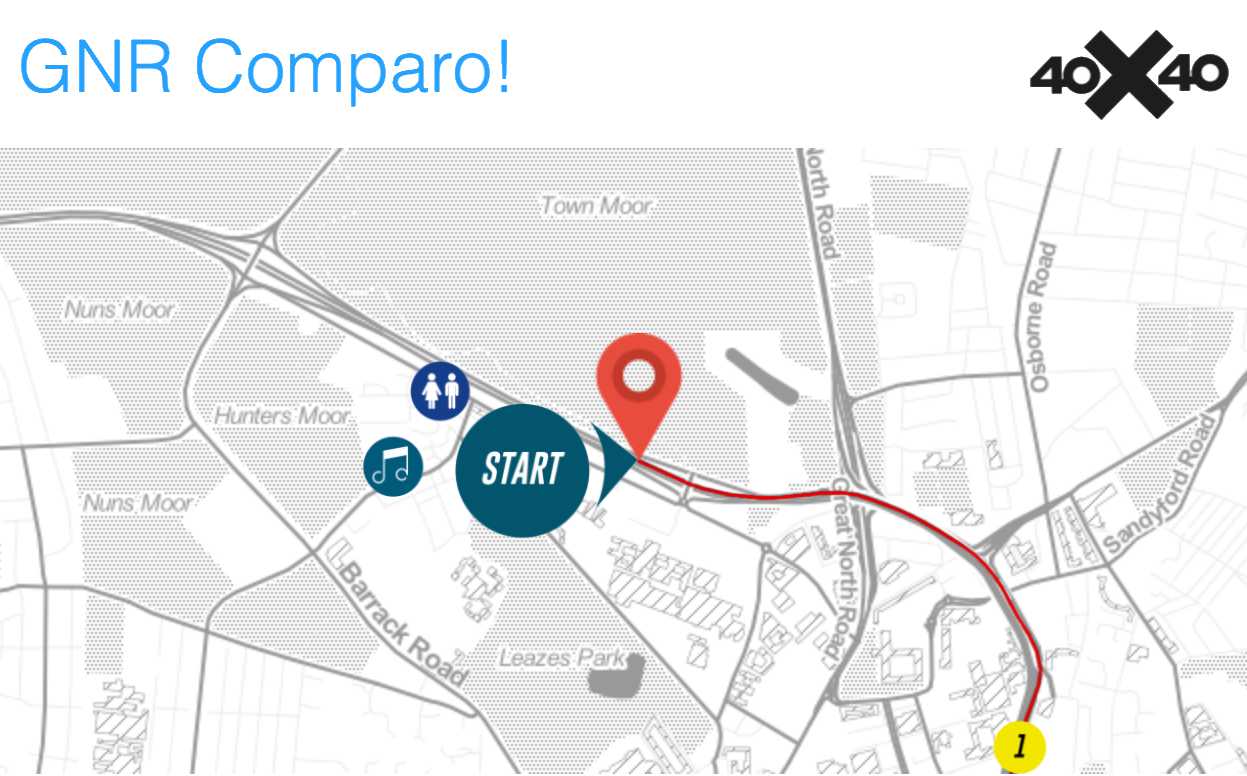 GNR Comparo!
40X40
North Road
Town Moor
Osborne Road
Nuns Moor
Hunters Moor
START
Sandyford Road
Nuns Moor
Great North Road
Barrack Road
Leazes Park
1